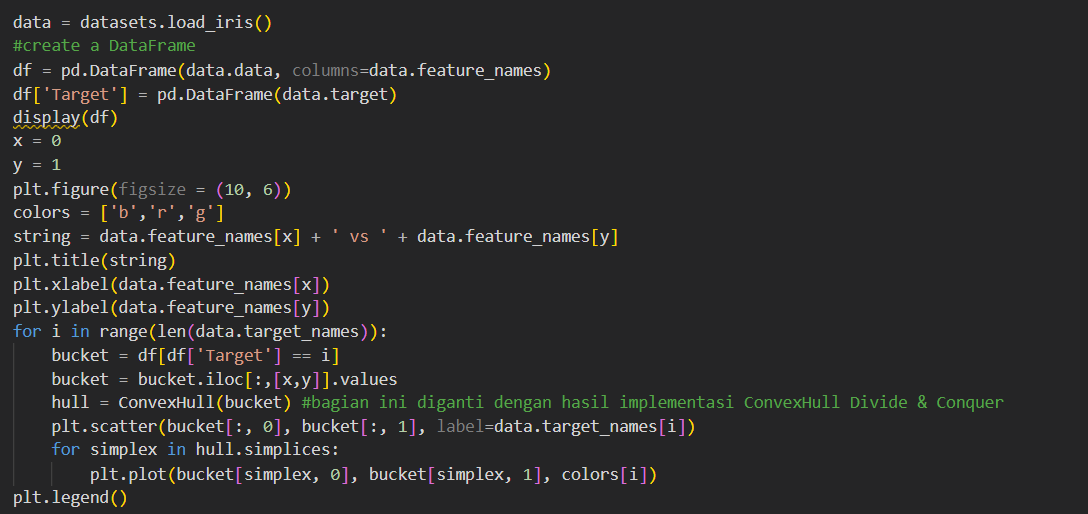 data = datasets.load_iris()
#create a DataFrame
df = pd.DataFrame(data.data, columns=data.feature_names)
df['Target'] = pd.DataFrame(data.target)
display(df)
x = 0
y = 1
plt.figure(figsize = (10, 6))
colors = ['b','r','g']
string = data.feature_names[x] + ' vs ' + data.feature_names[y]
plt.title(string)
plt.xlabel(data.feature_names[x])
plt.ylabel(data.feature_names[y])
for i in range(len(data.target_names)):
    bucket = df[df['Target'] == i]
    bucket = bucket.iloc[:,[x,y]].values
    hull = ConvexHull(bucket) #bagian ini diganti dengan hasil implementasi ConvexHull Divide & Conquer
    plt.scatter(bucket[:, 0], bucket[:, 1], label=data.target_names[i])
    for simplex in hull.simplices:
        plt.plot(bucket[simplex, 0], bucket[simplex, 1], colors[i])
plt.legend()